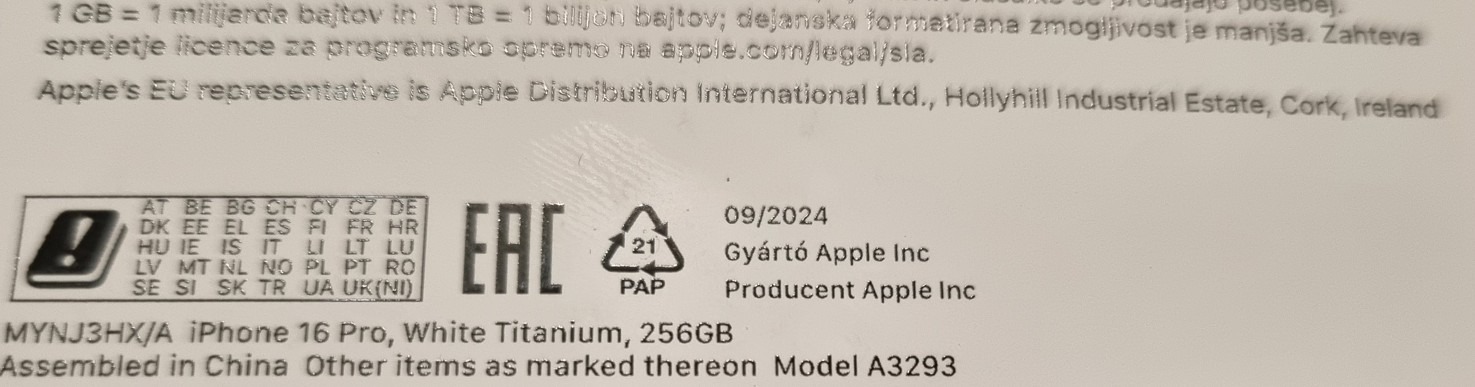 1 GB = 1 milijarda bajtov in 1 TB = 1 bilijon bajtov; dejanska formatirana zmogljivost je manjša. Zahteva
sprejetje licence za programsko opremo na apple.com/legal/sla.
Apple's EU representative is Apple Distribution International Ltd., Hollyhill Industrial Estate, Cork, Ireland
AT BE BG CH CY CZ DE
DK EE EL ES FI FR HR
HU IE IS IT LI LT LU
LV MT NL NO PL PT RO
SE SI SK TR UA UK(NI)
EAC
21
PAP
09/2024
Gyártó Apple Inc
Producent Apple Inc
MYNJ3HX/A iPhone 16 Pro, White Titanium, 256GB
Assembled in China Other items as marked thereon Model A3293